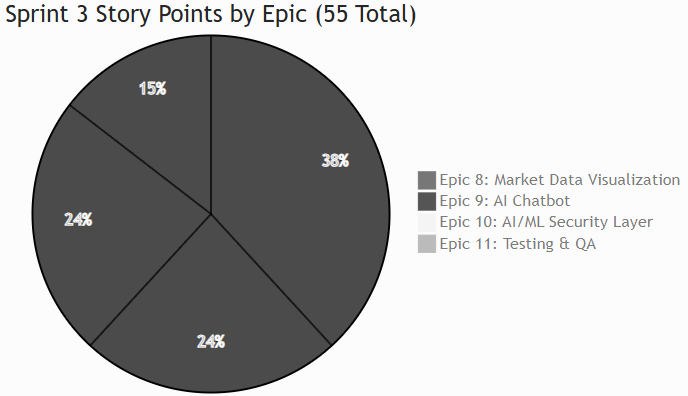 Sprint 3 Story Points by Epic (55 Total)
15%
38%
24%
24%
Epic 8: Market Data Visualization
Epic 9: AI Chatbot
Epic 10: AI/ML Security Layer
Epic 11: Testing & QA